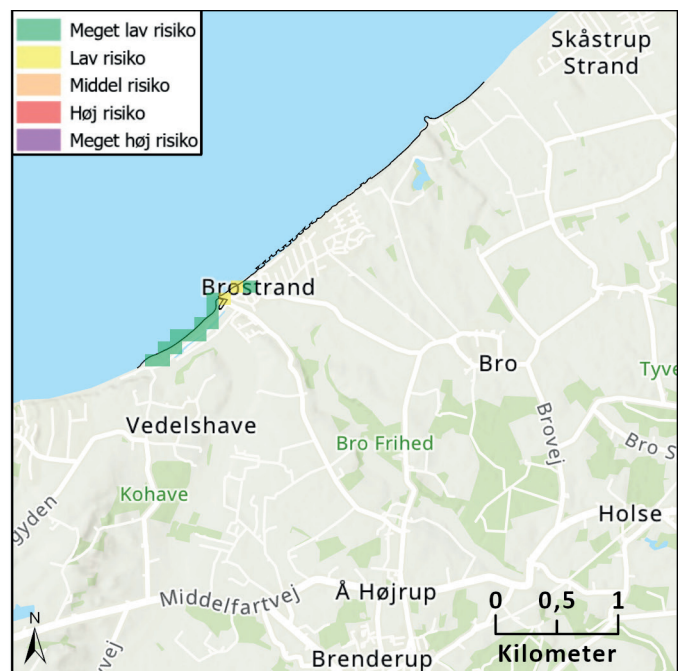 Meget lav risiko
Lav risiko
Middel risiko
Høj risiko
Meget høj risiko
Skåstrup
Strand
Brostrand
Bro
Tyve
Vedelshave
Bro Frihed
Brovej
Bro S
Kohave
gyden
Holse
Middelfartvej
Å Højrup
vej
Brenderup
N
0 0,5 1
Kilometer